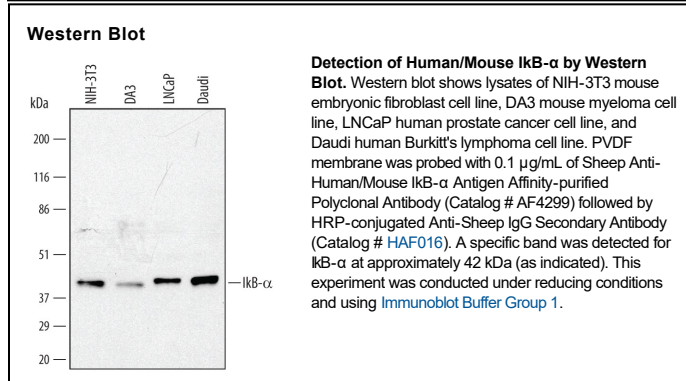 Western Blot
NIH-3T3
DA3
LNCaP
Daudi
kDa
200
116
86
51
37
29
20
IkB-α
Detection of Human/Mouse IkB-α by Western
Blot. Western blot shows lysates of NIH-3T3 mouse
embryonic fibroblast cell line, DA3 mouse myeloma cell
line, LNCaP human prostate cancer cell line, and
Daudi human Burkitt's lymphoma cell line. PVDF
membrane was probed with 0.1 µg/mL of Sheep Anti-
Human/Mouse IkB-α Antigen Affinity-purified
Polyclonal Antibody (Catalog # AF4299) followed by
HRP-conjugated Anti-Sheep IgG Secondary Antibody
(Catalog # HAF016). A specific band was detected for
IkB-α at approximately 42 kDa (as indicated). This
experiment was conducted under reducing conditions
and using Immunoblot Buffer Group 1.